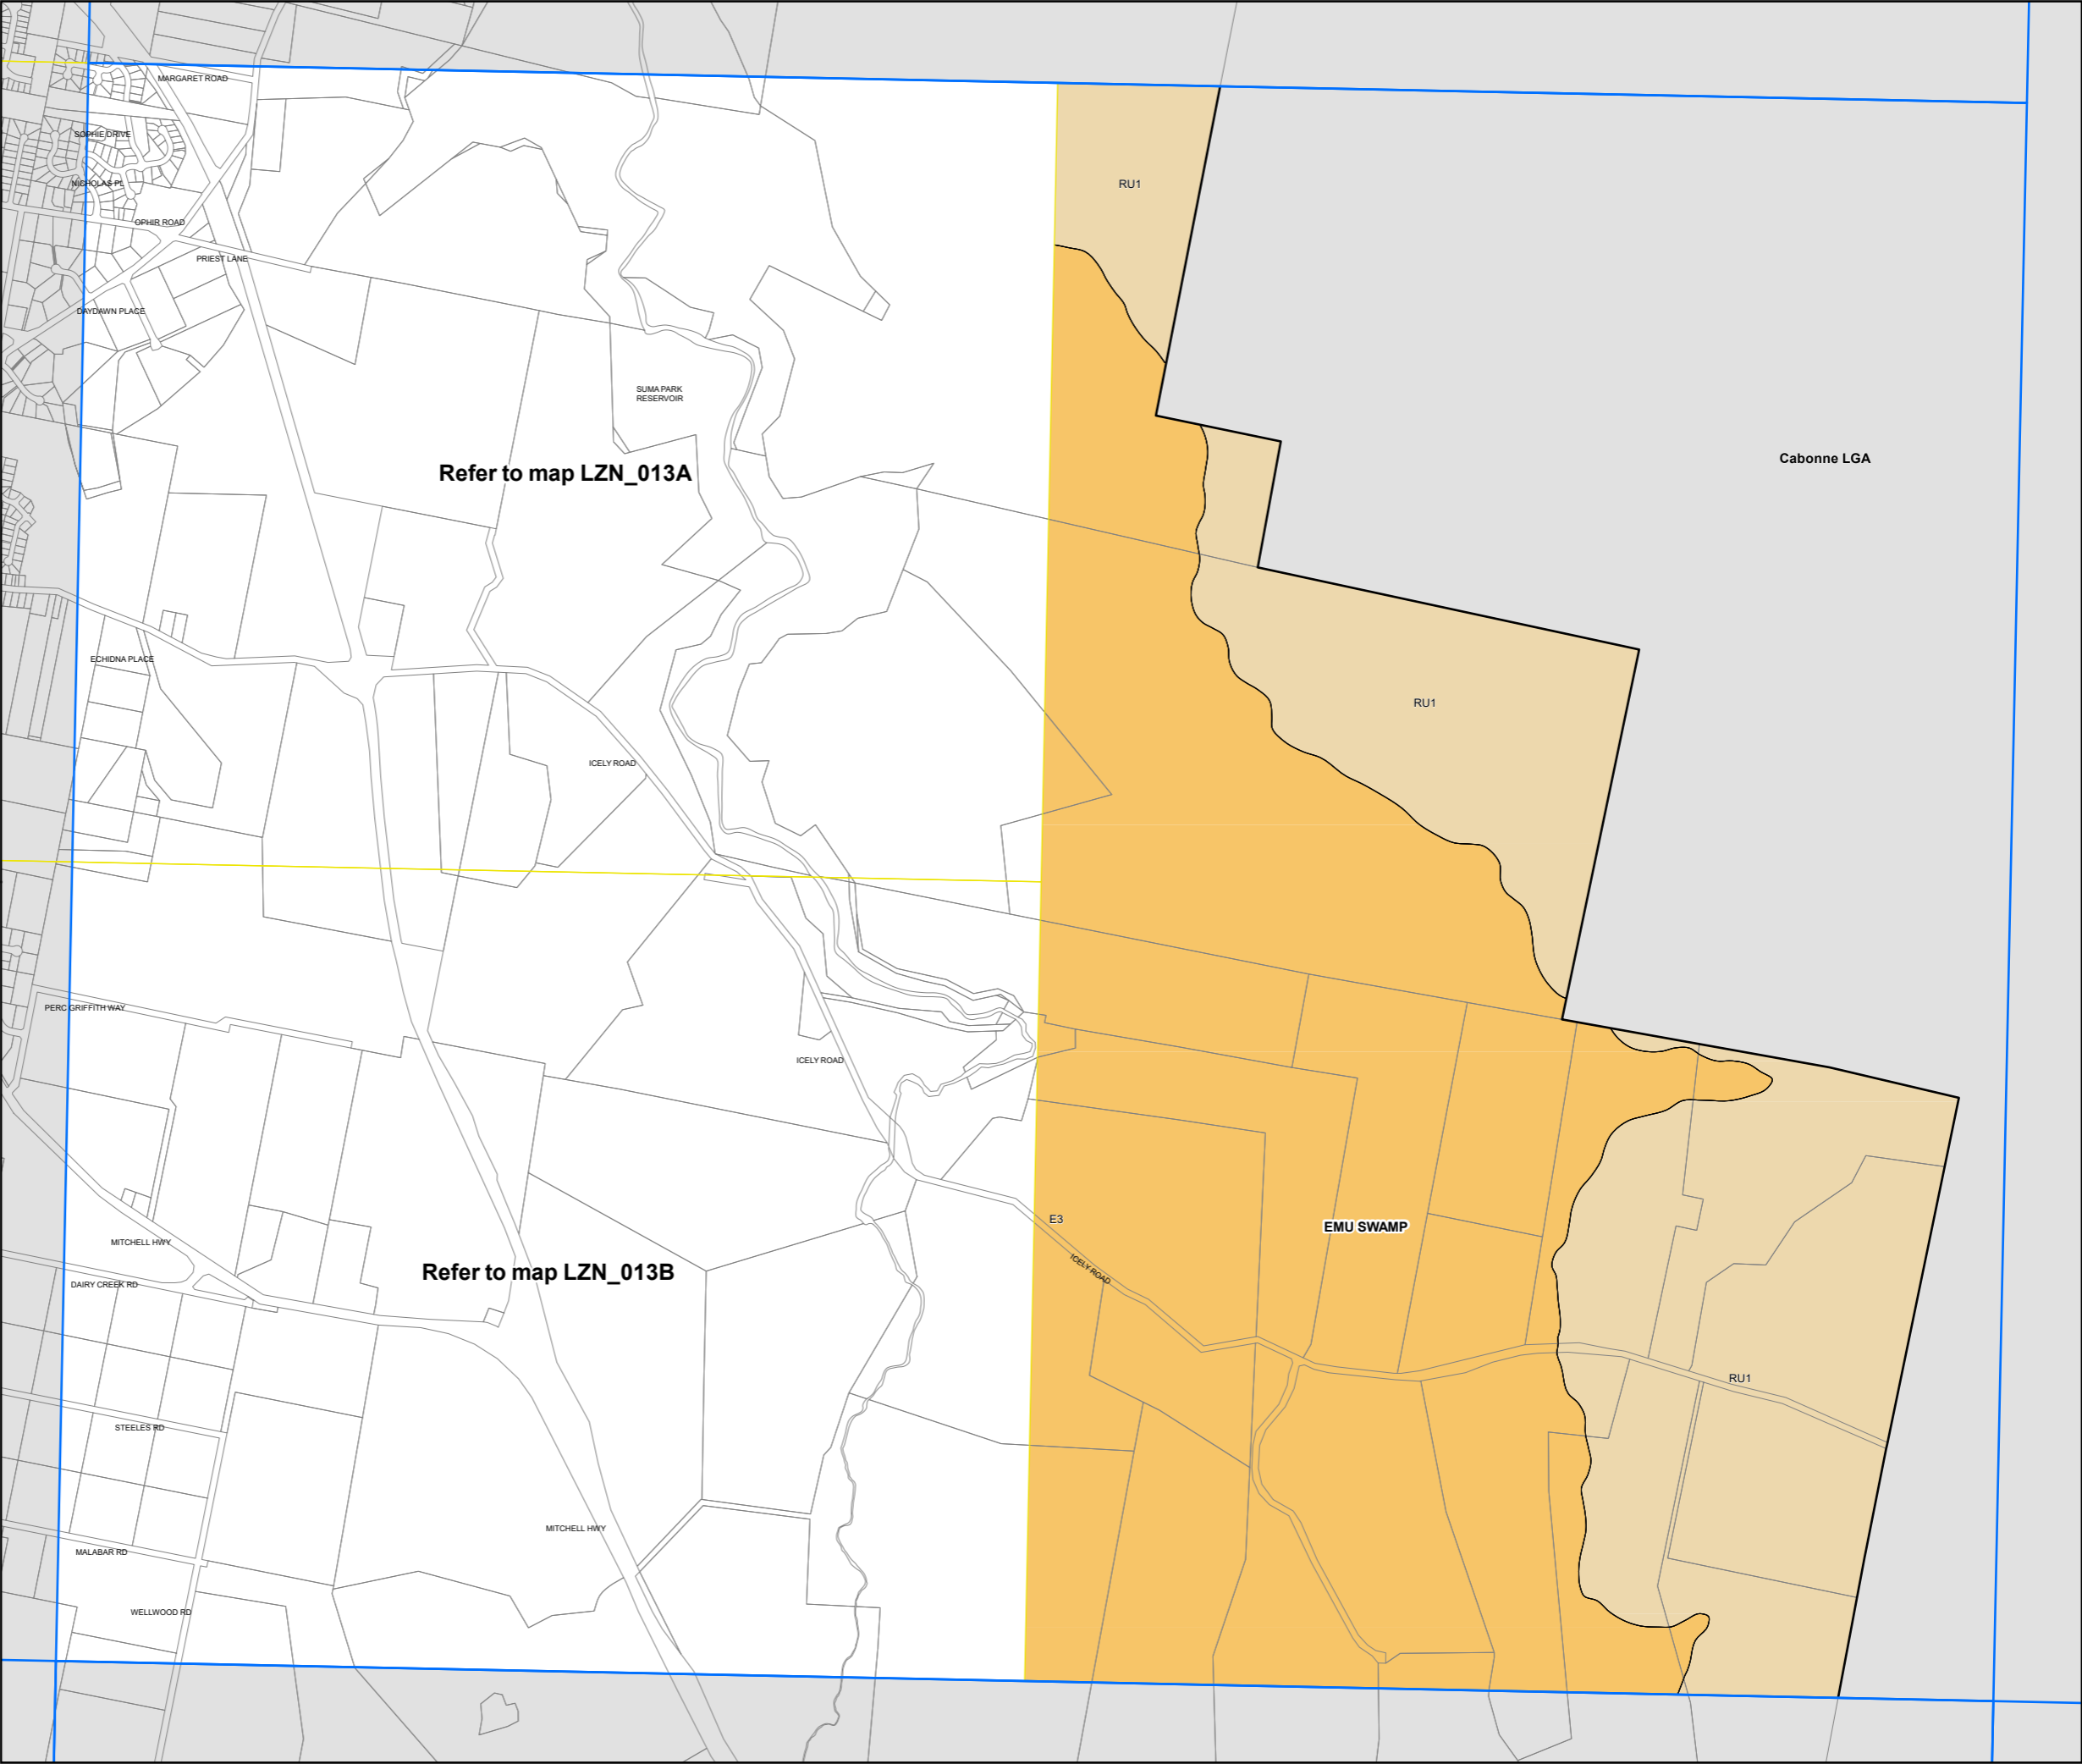 MARGARET ROAD
SOPHIE DRIVE
NICHOLAS PL
RU1
OPHIR ROAD
PRIEST LANE
DAYDAWN PLACE
SUMA PARK
RESERVOIR
Cabonne LGA
Refer to map LZN_013A
ECHIDNA PLACE
RU1
ICELY ROAD
PERC GRIFFITH WAY
ICELY ROAD
E3
EMU SWAMP
MITCHELL HWY
ICELY ROAD
Refer to map LZN_013B
DAIRY CREEK RD
RU1
STEELES RD
MITCHELL HWY
MALABAR RD
WELLWOOD RD